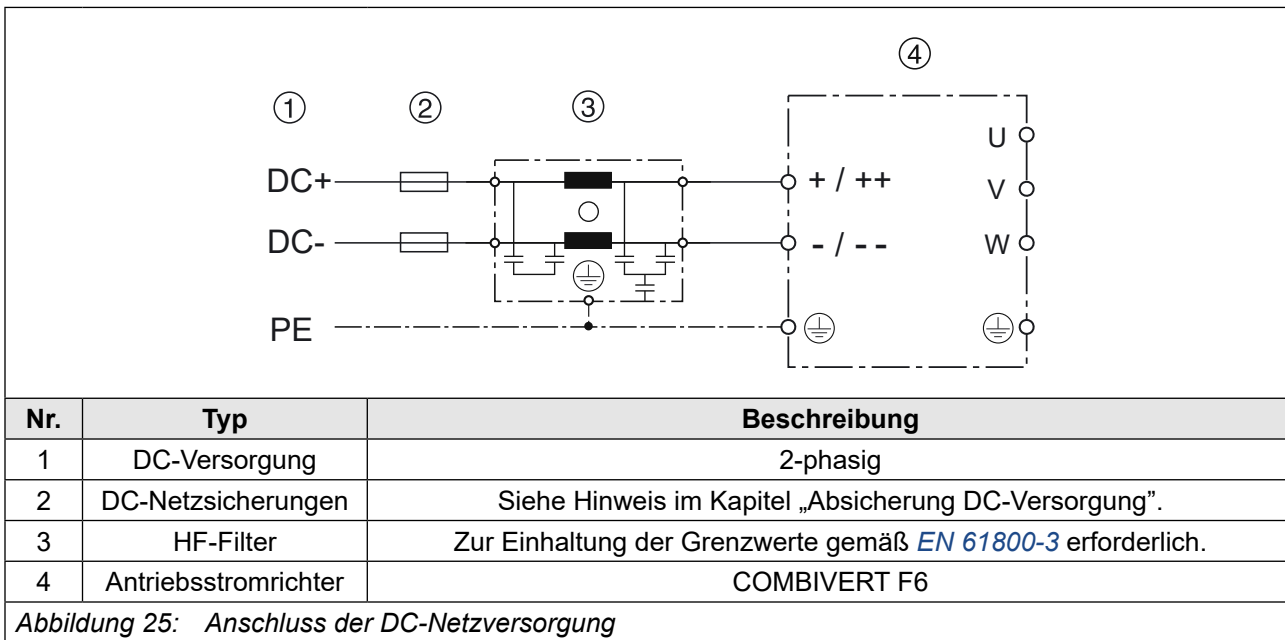 ④
① ② ③
U
DC+ + / ++
V
DC- - / - - W
PE
Nr. Typ Beschreibung
1 DC-Versorgung 2-phasig
2 DC-Netzsicherungen Siehe Hinweis im Kapitel „Absicherung DC-Versorgung”.
3 HF-Filter Zur Einhaltung der Grenzwerte gemäß EN 61800-3 erforderlich.
4 Antriebsstromrichter COMBIVERT F6
Abbildung 25: Anschluss der DC-Netzversorgung